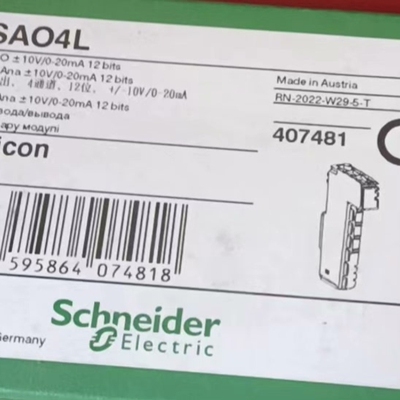 SAO4L
O ±10V/0-20mA 12 bits
Ana ±10V/0-20mA 12 bits
出, 4通道, 12位, +/-10V/0-20mA
Ana ±10V/0-20mA 12 bits
вода/вывода
ару модулі
icon
Made in Austria
RN-2022-W29-5-T
407481
595864 074818
Schneider
Electric
Germany